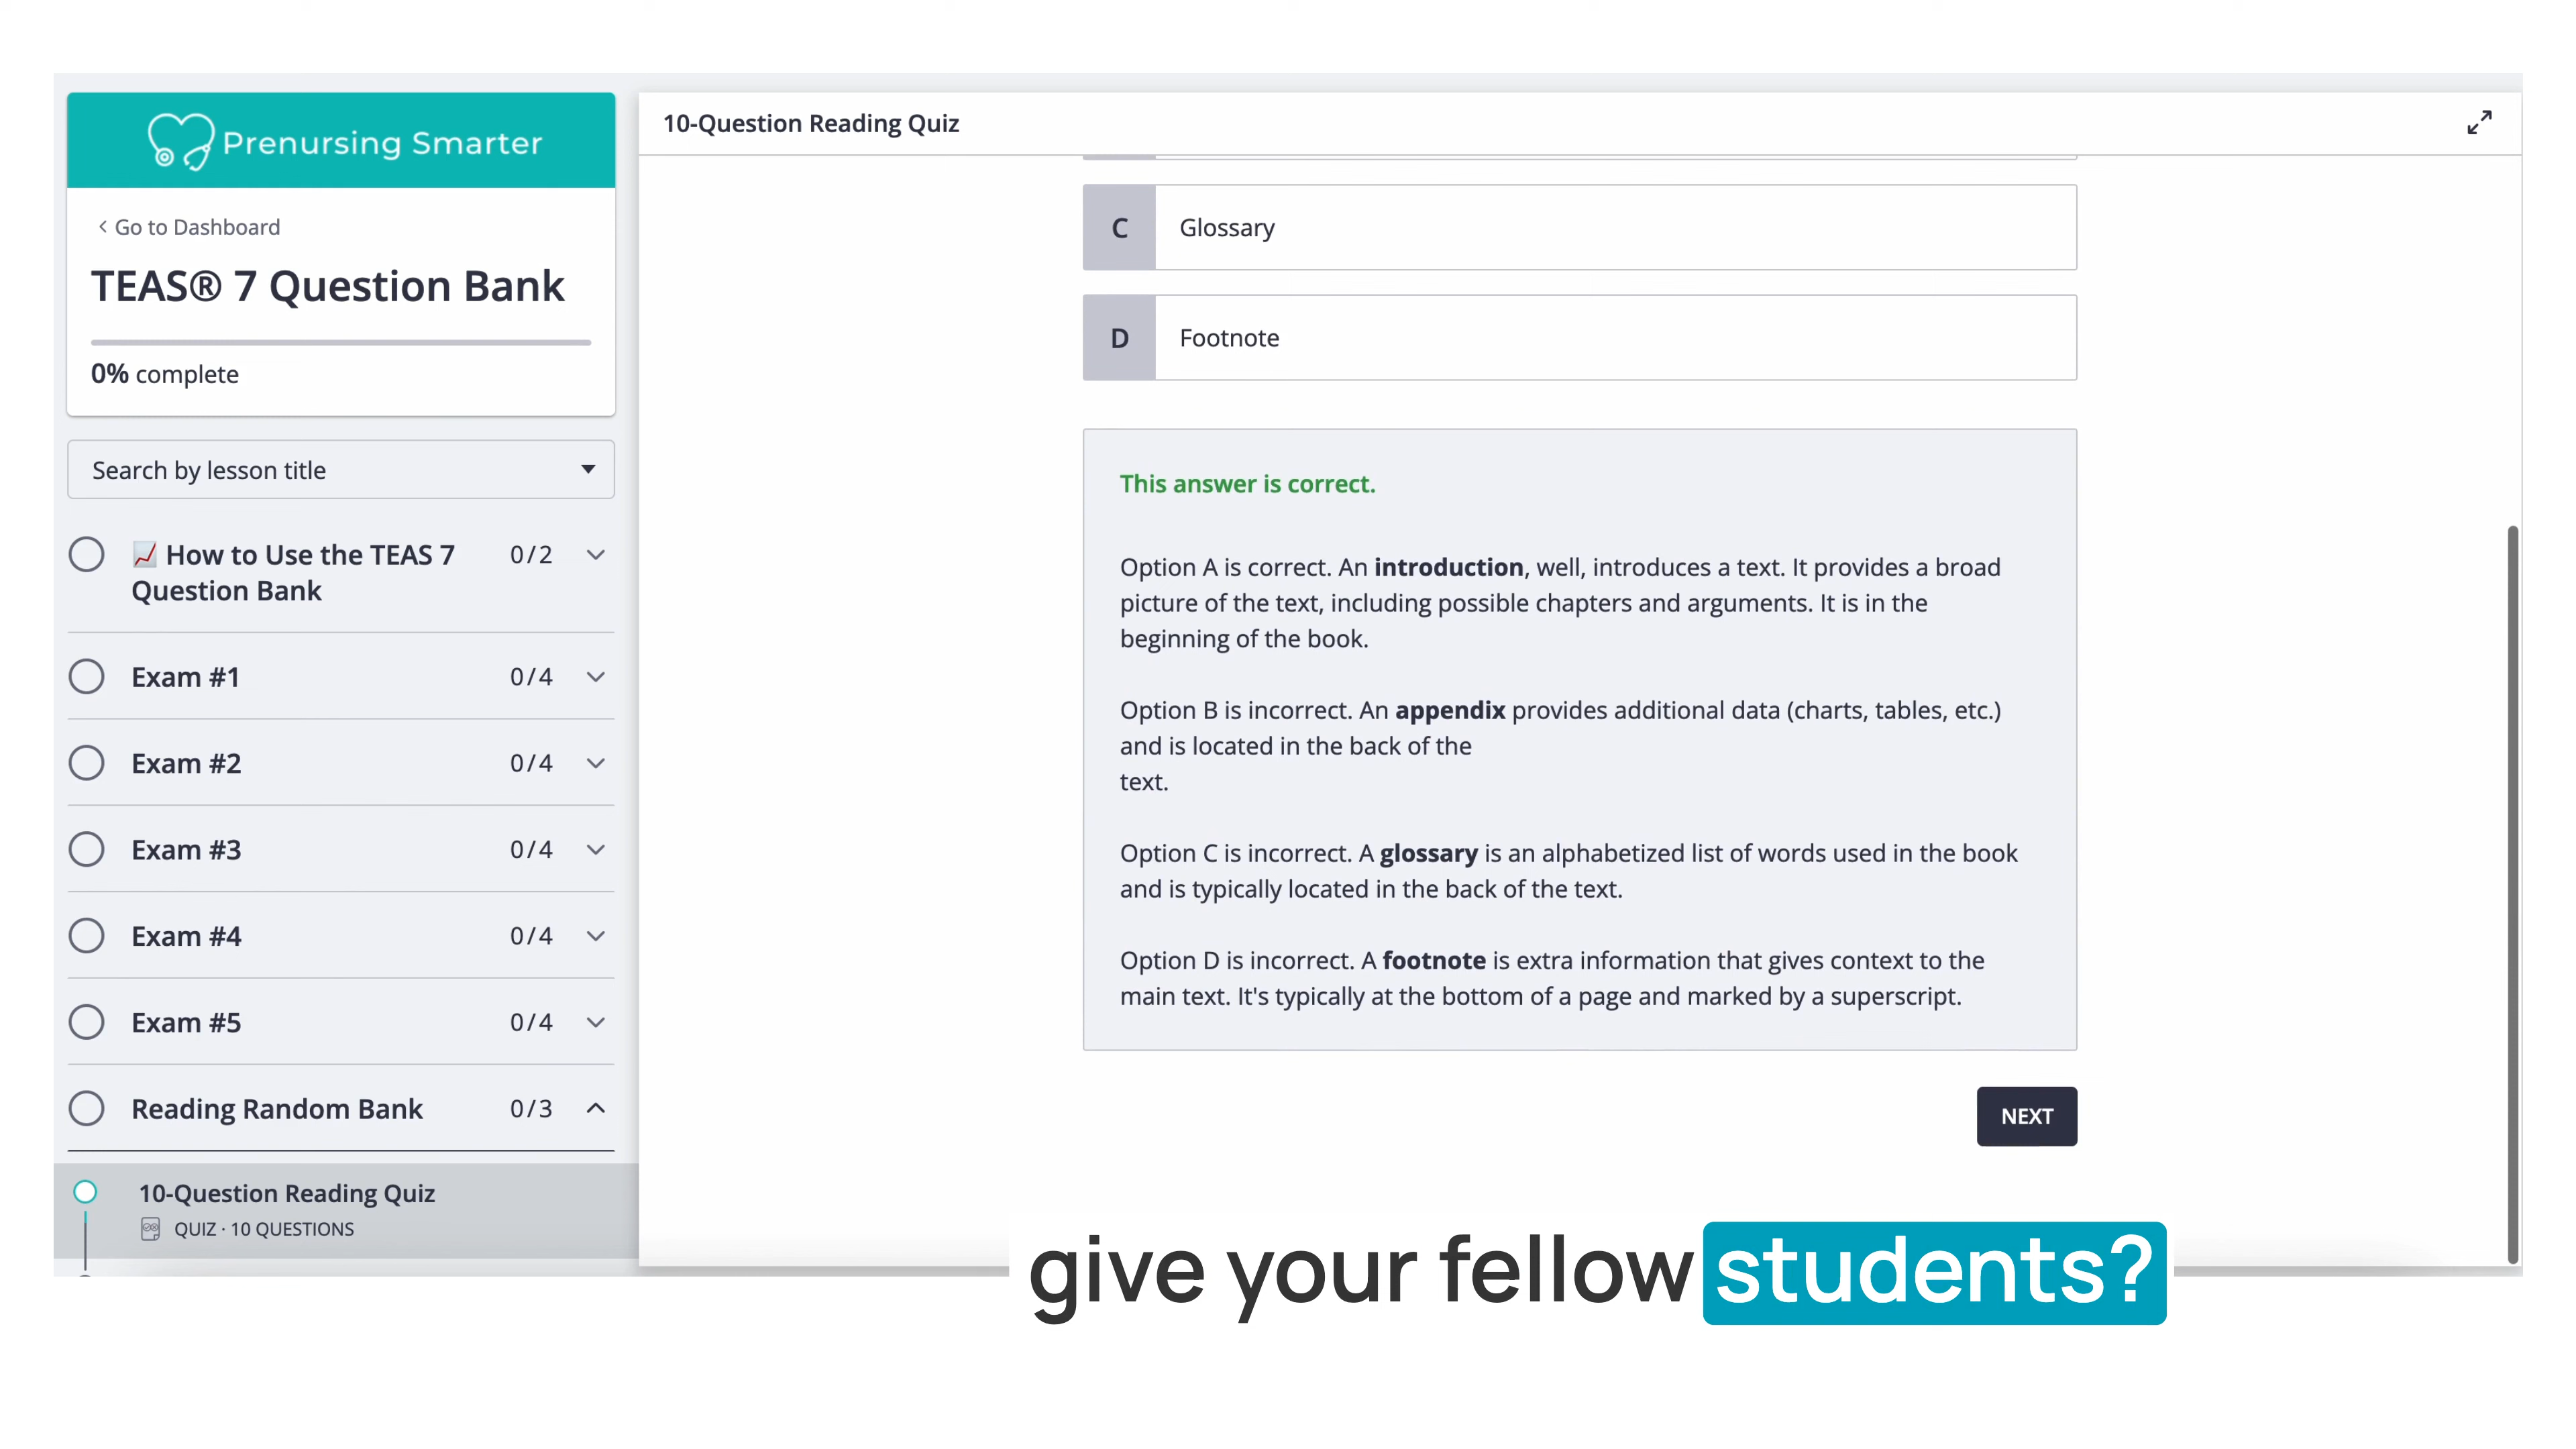 Prenursing Smarter
Go to Dashboard
TEAS® 7 Question Bank
0% complete
Search by lesson title
How to Use the TEAS 7
Question Bank
0/2
Exam #1 0/4
Exam #2 0/4
Exam #3 0/4
Exam #4 0/4
Exam #5 0/4
Reading Random Bank 0/3
10-Question Reading Quiz
QUIZ · 10 QUESTIONS
10-Question Reading Quiz
C Glossary
D Footnote
This answer is correct.
Option A is correct. An introduction, well, introduces a text. It provides a broad
picture of the text, including possible chapters and arguments. It is in the
beginning of the book.
Option B is incorrect. An appendix provides additional data (charts, tables, etc.)
and is located in the back of the
text.
Option C is incorrect. A glossary is an alphabetized list of words used in the book
and is typically located in the back of the text.
Option D is incorrect. A footnote is extra information that gives context to the
main text. It's typically at the bottom of a page and marked by a superscript.
NEXT
give your fellow students?